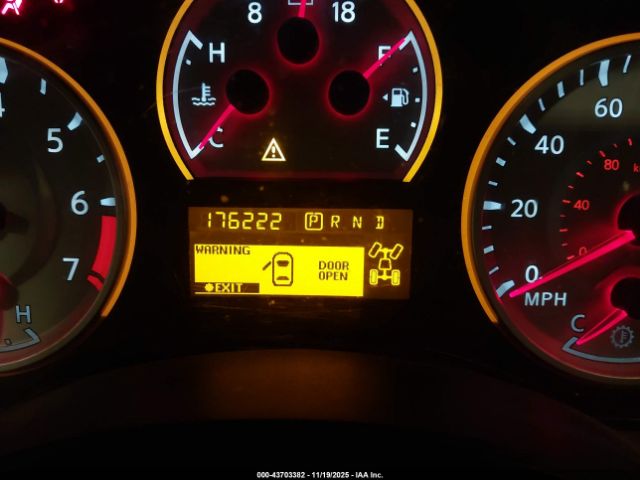 8 18
H F
C E
4
5
6
7
H
176222 P R N D
WARNING
DOOR
OPEN
EXIT
60
40
20
0
MPH
80
40
0
C
000-43703382 - 11/19/2025 - IAA Inc.